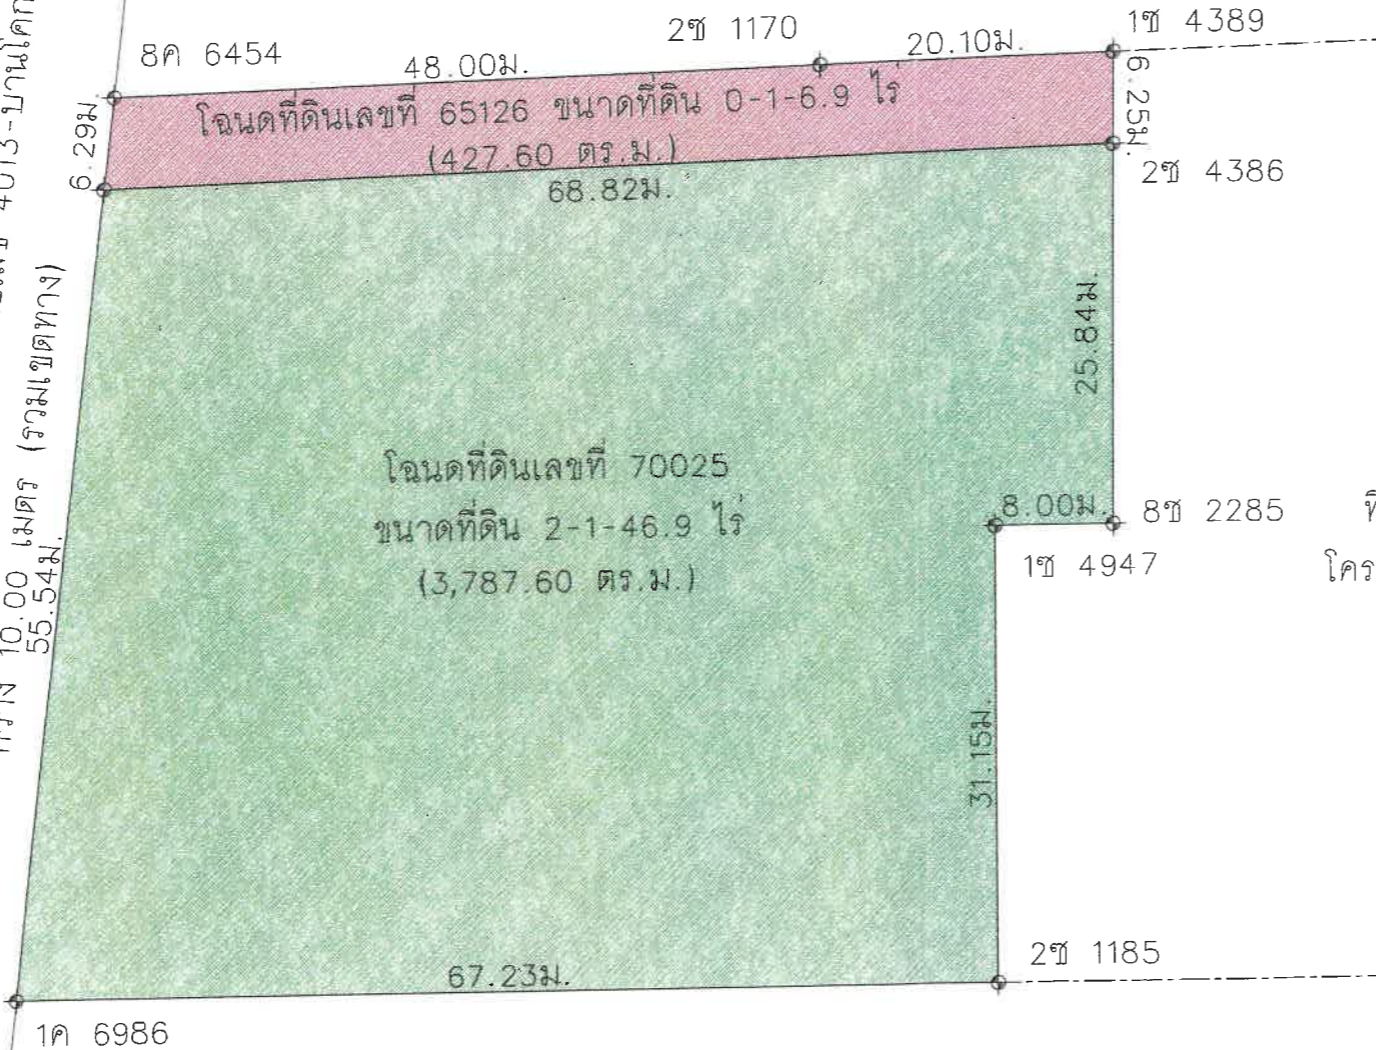 1ซ 4389
2ซ 1170
8ค 6454
48.00ม.
20.10ม.
6.29ม
6.25ม.
โฉนดที่ดินเลขที่ 65126 ขนาดที่ดิน 0-1-6.9 ไร่
(427.60 ตร.ม.)
68.82ม.
2ซ 4386
4013-บ้านโคก
10.00 เมตร (รวมเขตทาง)
55.54ม.
25.84ม.
โฉนดที่ดินเลขที่ 70025
ขนาดที่ดิน 2-1-46.9 ไร่
(3,787.60 ตร.ม.)
8.00ม.
8ซ 2285
1ซ 4947
31.15ม.
2ซ 1185
67.23ม.
1ค 6986